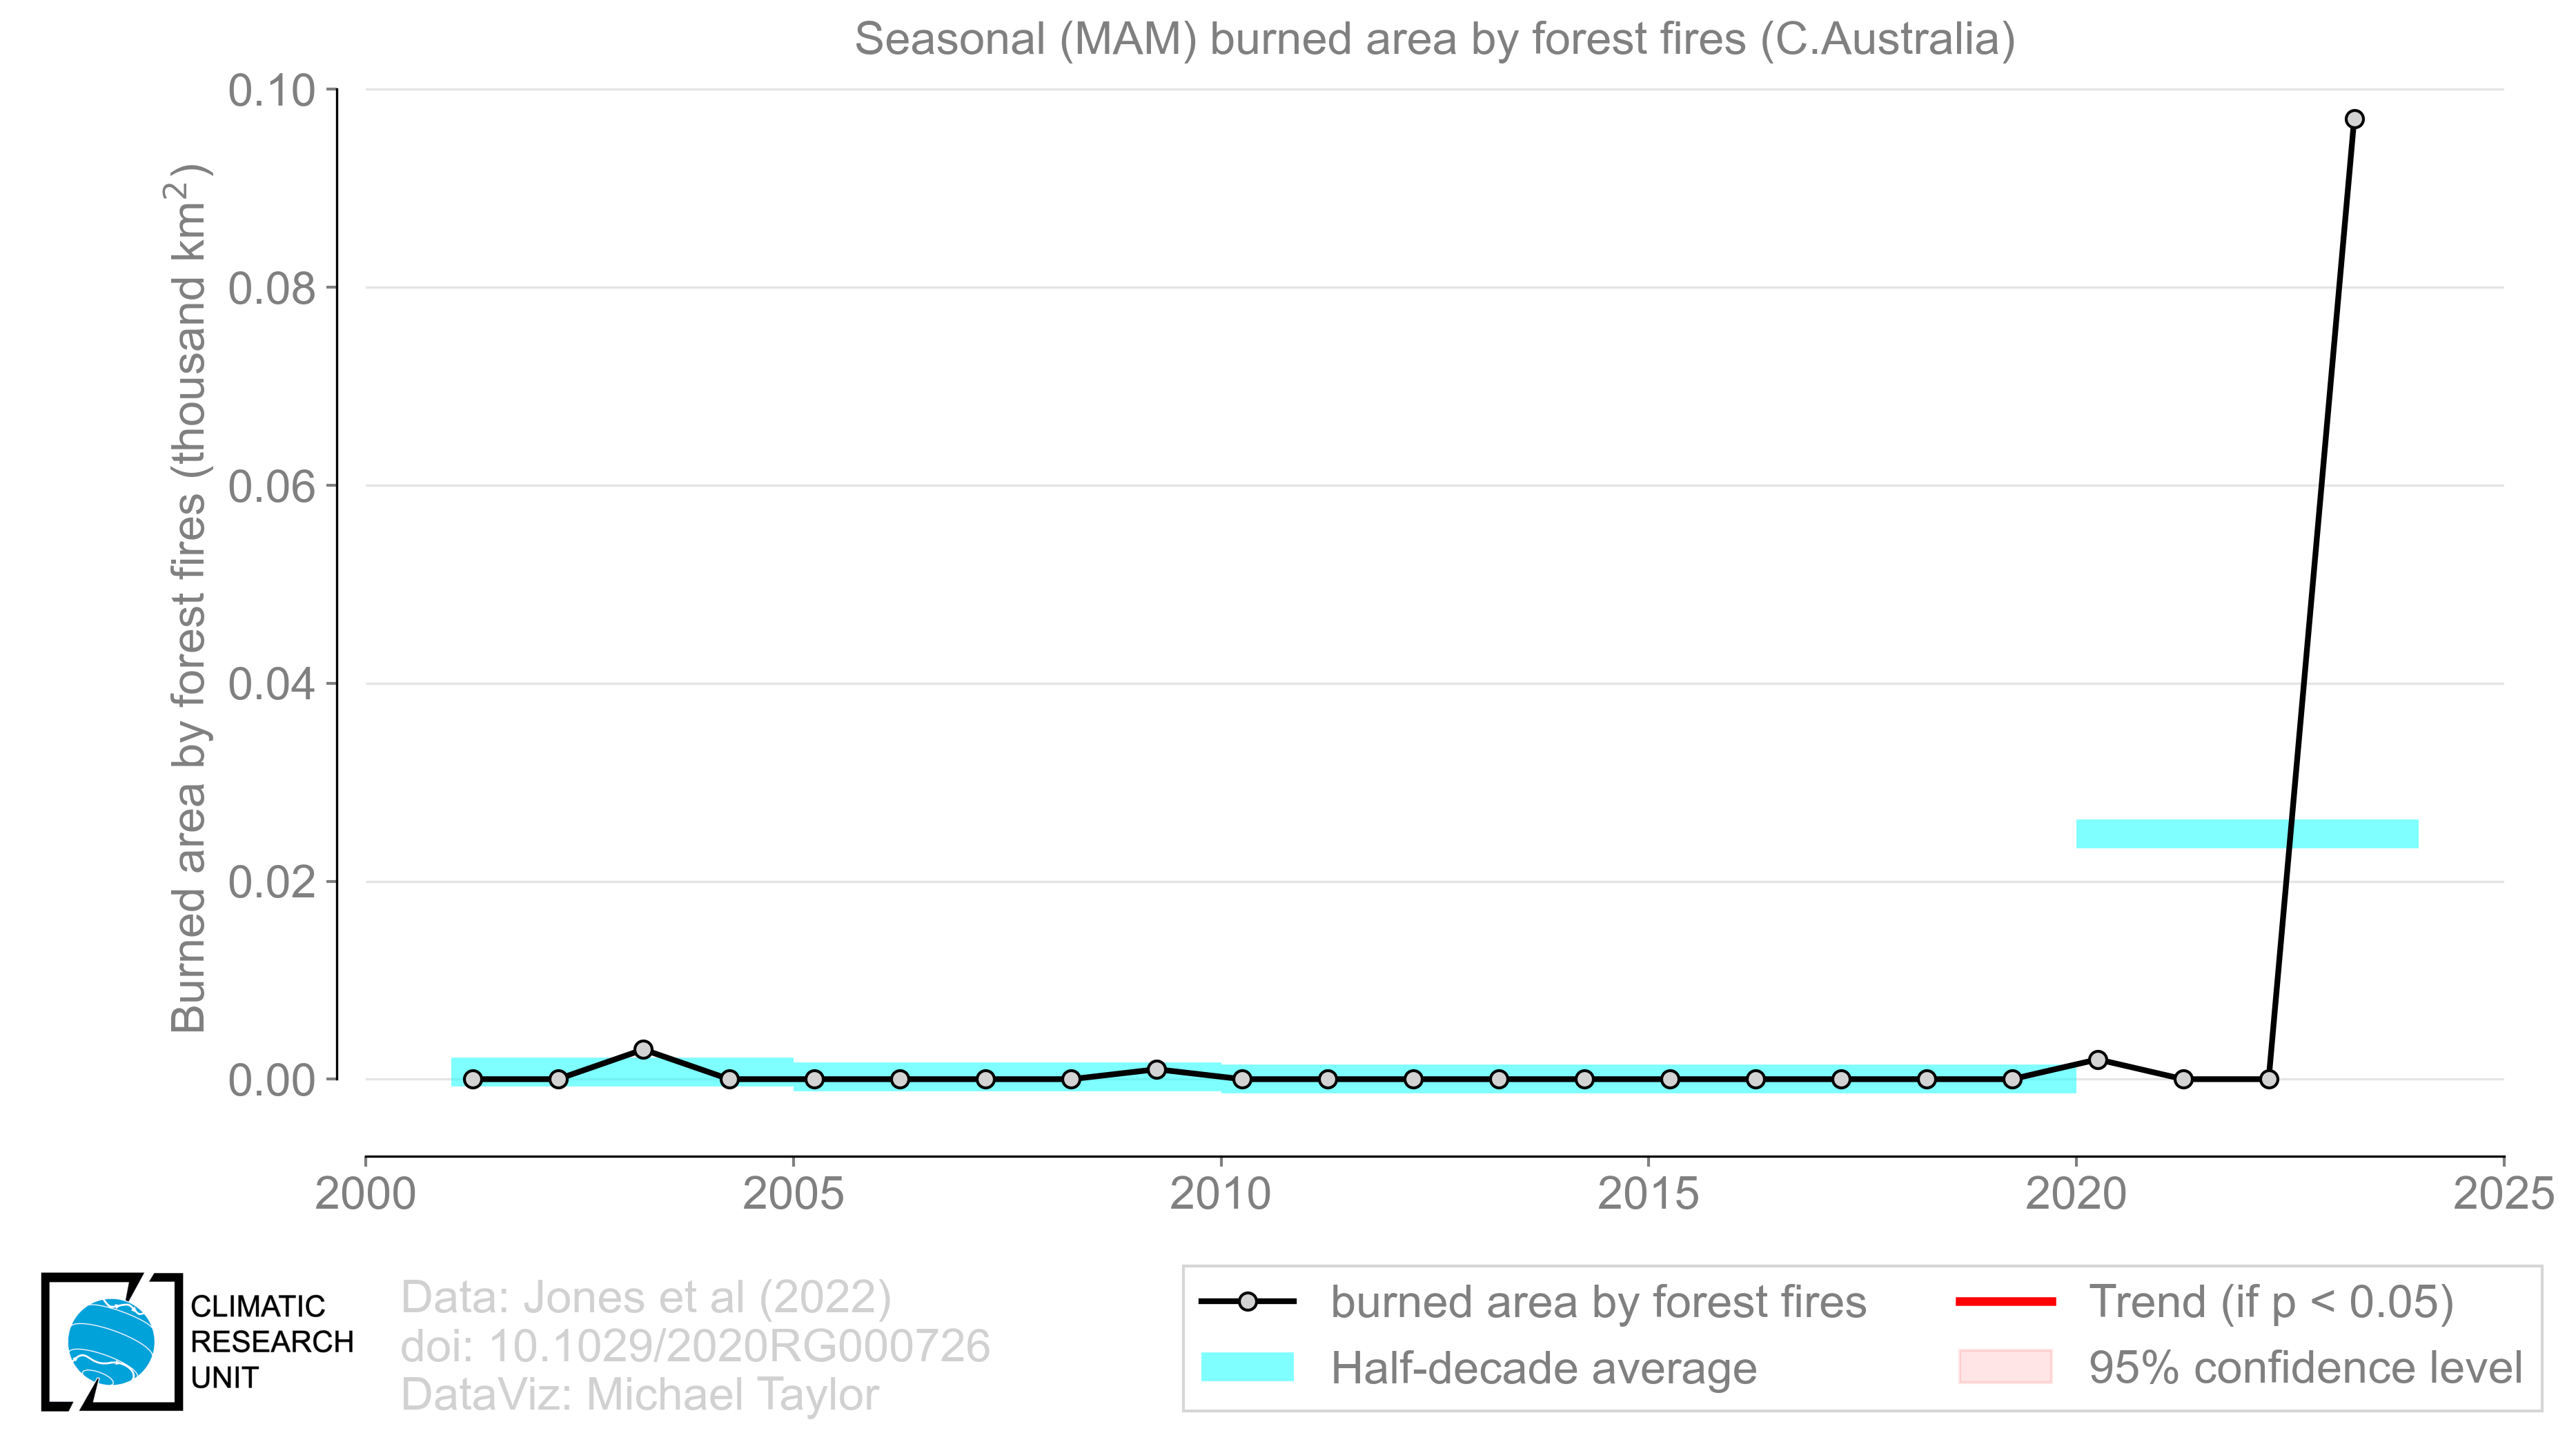 Seasonal (MAM) burned area by forest fires (C.Australia)
Burned area by forest fires (thousand km²)
0.10
0.08
0.06
0.04
0.02
0.00
2000
2005
2010
2015
2020
2025
CLIMATIC
RESEARCH
UNIT
Data: Jones et al (2022)
doi: 10.1029/2020RG000726
DataViz: Michael Taylor
burned area by forest fires
Half-decade average
Trend (if p < 0.05)
95% confidence level